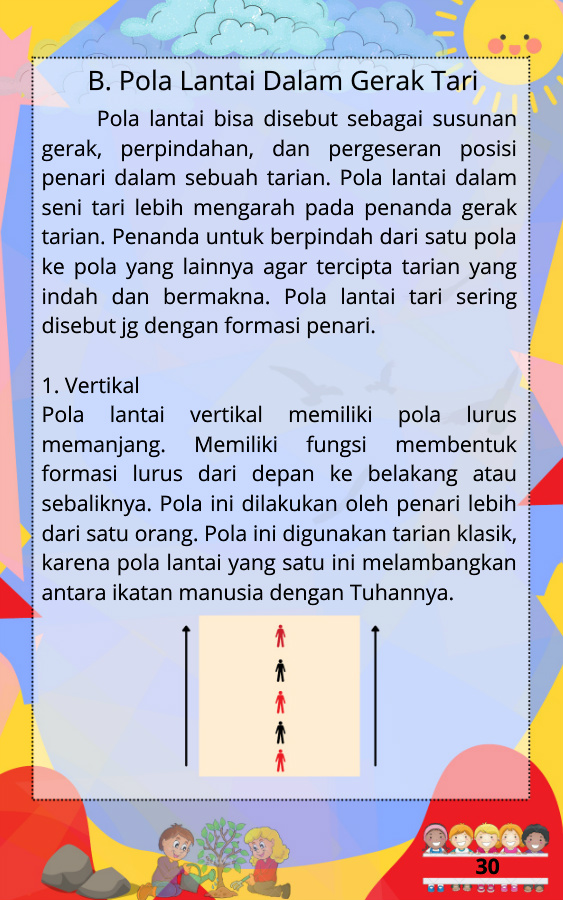 B. Pola Lantai Dalam Gerak Tari
Pola lantai bisa disebut sebagai susunan
gerak, perpindahan, dan pergeseran posisi
penari dalam sebuah tarian. Pola lantai dalam
seni tari lebih mengarah pada penanda gerak
tarian. Penanda untuk berpindah dari satu pola
ke pola yang lainnya agar tercipta tarian yang
indah dan bermakna. Pola lantai tari sering
disebut jg dengan formasi penari.
1. Vertikal
Pola lantai vertikal memiliki pola lurus
memanjang. Memiliki fungsi membentuk
formasi lurus dari depan ke belakang atau
sebaliknya. Pola ini dilakukan oleh penari lebih
dari satu orang. Pola ini digunakan tarian klasik,
karena pola lantai yang satu ini melambangkan
antara ikatan manusia dengan Tuhannya.
30